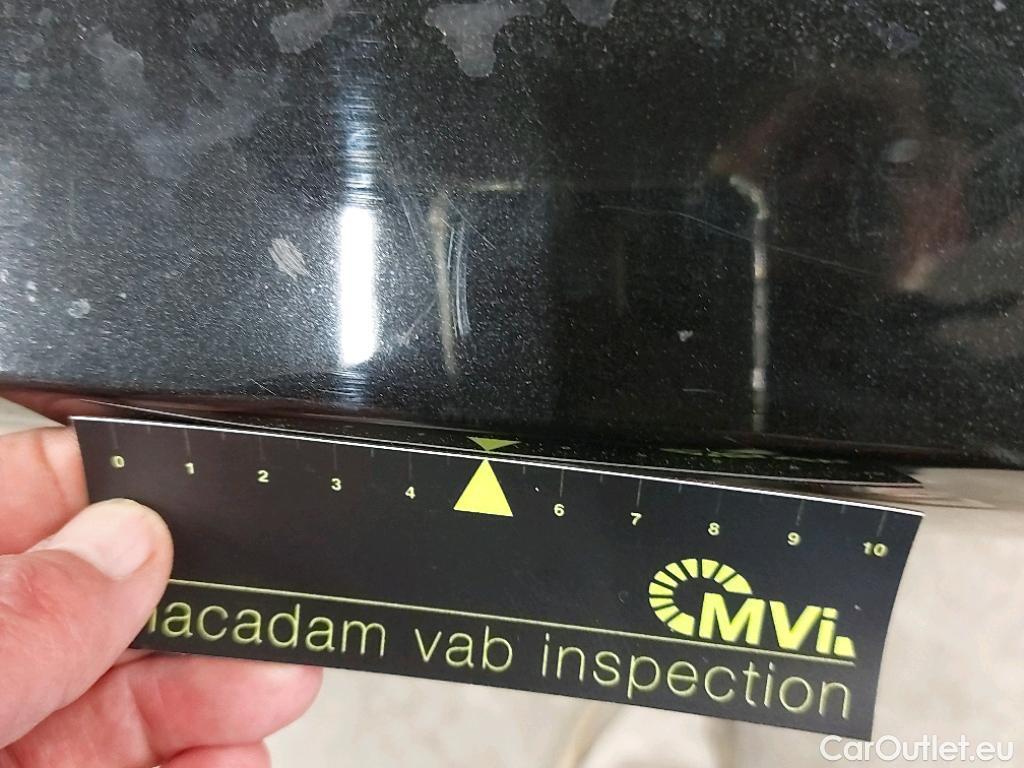 0 1 2 3 4 6 7 8 9 10
MVi
acadam vab inspection
CarOutlet.eu